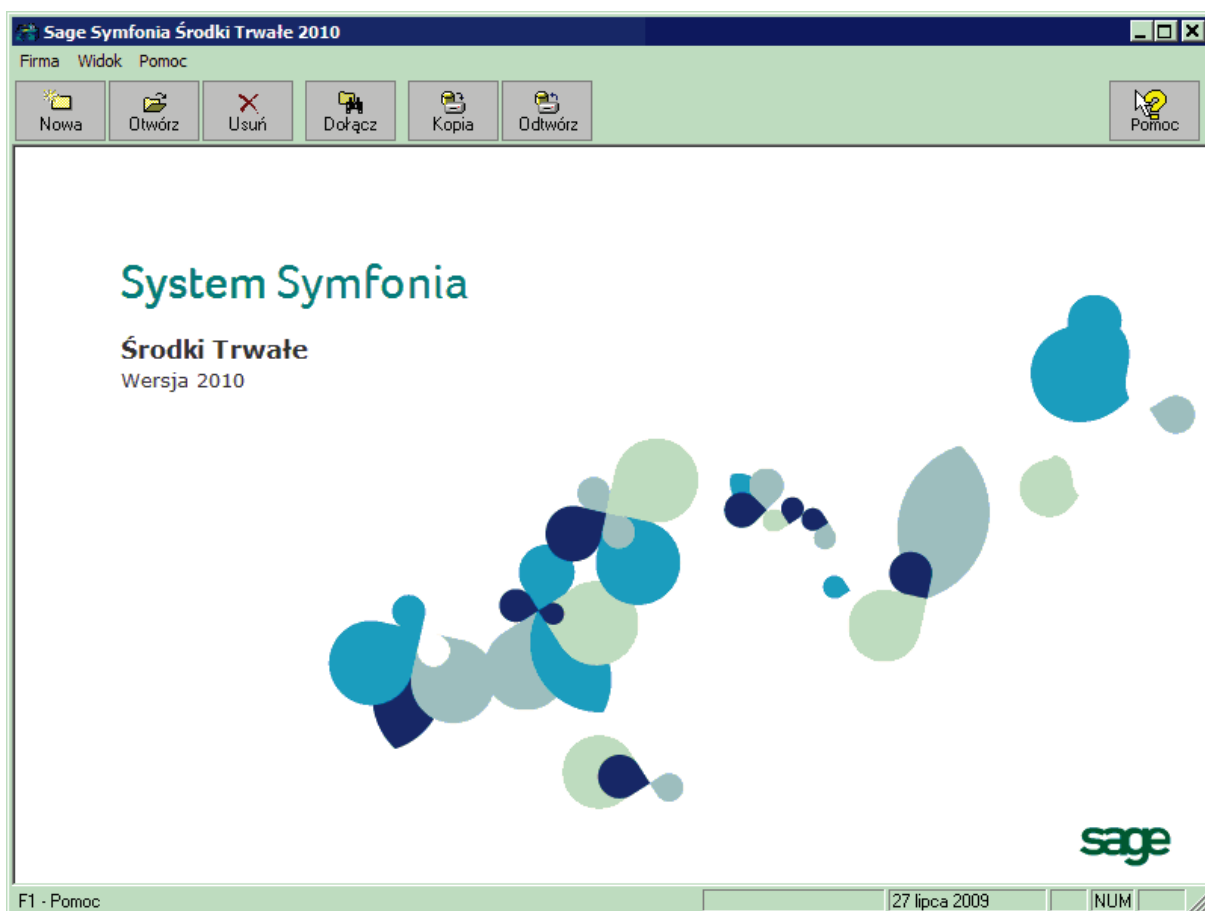 Sage Symfonia Środki Trwałe 2010
Firma Widok Pomoc
Nowa Otwórz Usuń Dołącz Kopia Odtwórz Pomoc
System Symfonia
Środki Trwałe
Wersja 2010
sage
F1 - Pomoc 27 lipca 2009 NUM